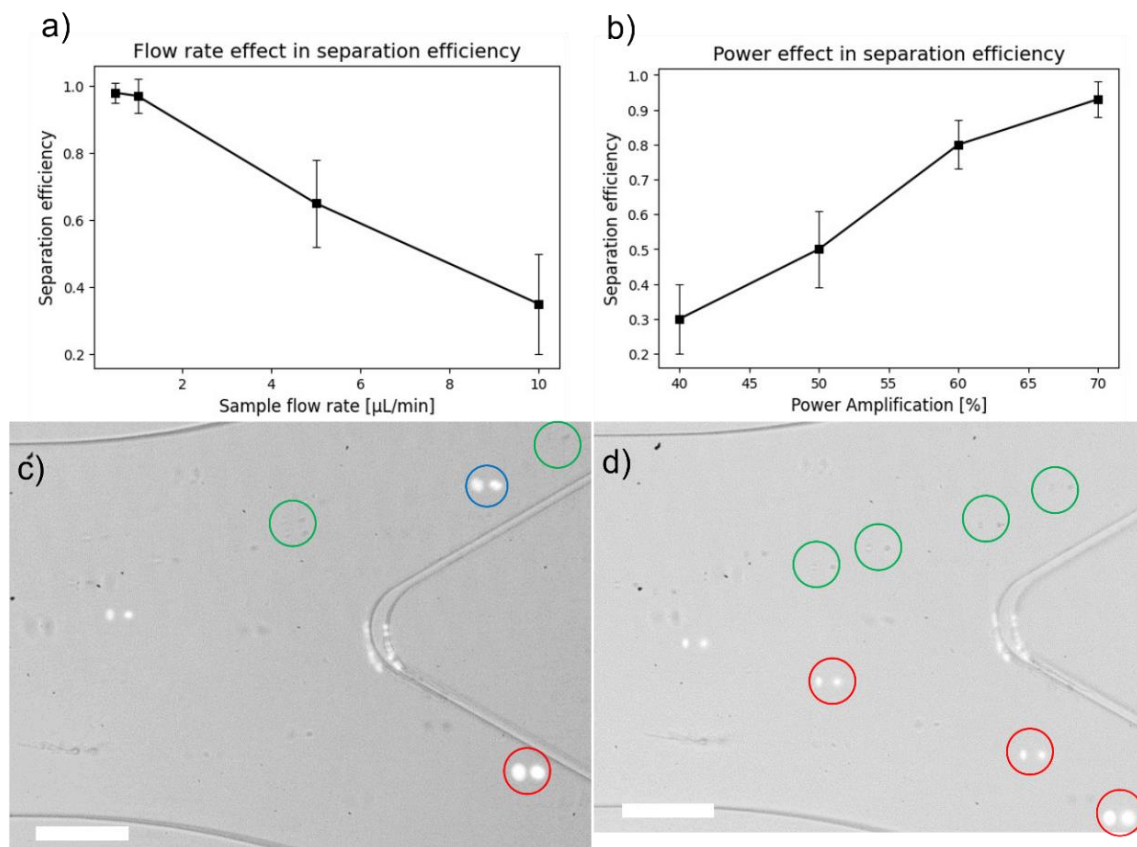 a)
Flow rate effect in separation efficiency
1.0
0.8
0.6
0.4
0.2
Separation efficiency
2
4
6
8
10
Sample flow rate [µL/min]
b)
Power effect in separation efficiency
1.0
0.9
0.8
0.7
0.6
0.5
0.4
0.3
0.2
Separation efficiency
40
45
50
55
60
65
70
Power Amplification [%]
c)
d)